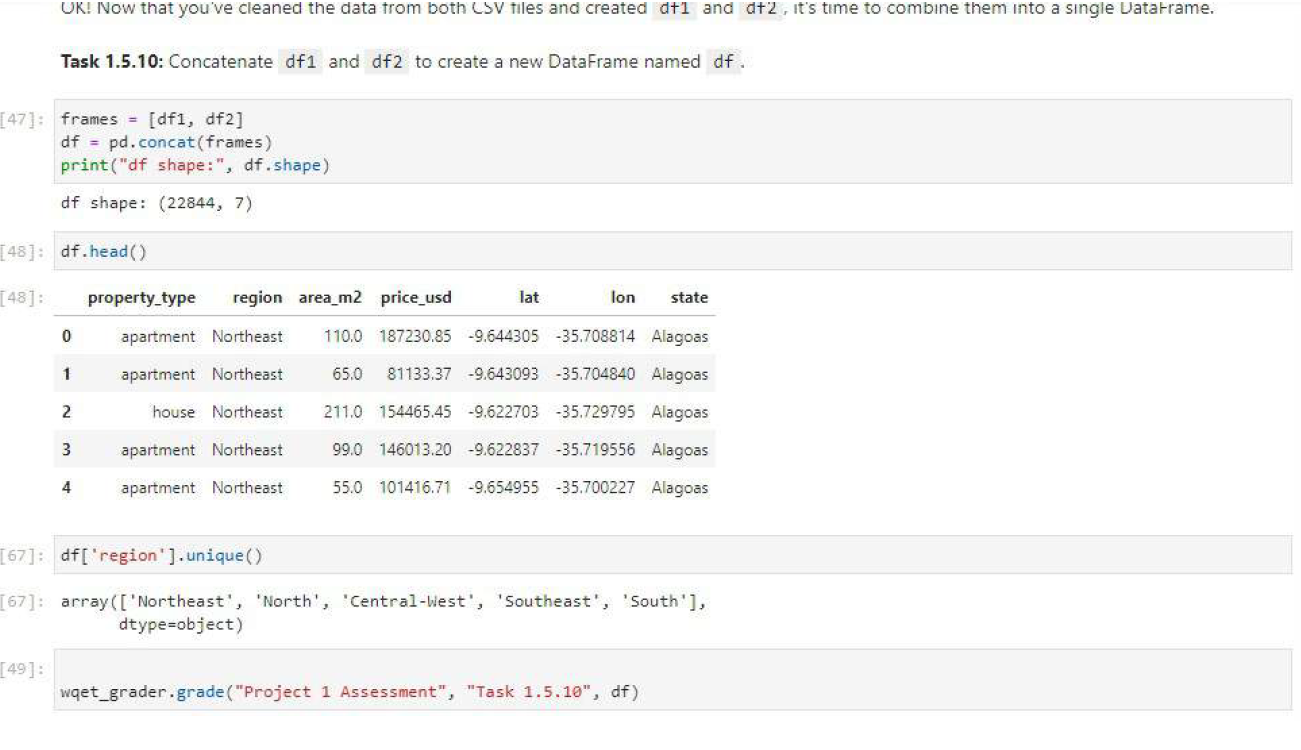 OK! Now that you've cleaned the data from both CSV files and created df1 and df2 , it's time to combine them into a single DataFrame.
Task 1.5.10: Concatenate df1 and df2 to create a new DataFrame named df .
[47]: frames = [df1, df2]
df = pd.concat(frames)
print("df shape:", df.shape)
df shape: (22844, 7)
[48]: df.head()
[48]: property_type region area_m2 price_usd lat lon state
0 apartment Northeast 110.0 187230.85 -9.644305 -35.708814 Alagoas
1 apartment Northeast 65.0 81133.37 -9.643093 -35.704840 Alagoas
2 house Northeast 211.0 154465.45 -9.622703 -35.729795 Alagoas
3 apartment Northeast 99.0 146013.20 -9.622837 -35.719556 Alagoas
4 apartment Northeast 55.0 101416.71 -9.654955 -35.700227 Alagoas
[67]: df['region'].unique()
[67]: array(['Northeast', 'North', 'Central-West', 'Southeast', 'South'],
dtype=object)
[49]:
wqet_grader.grade("Project 1 Assessment", "Task 1.5.10", df)